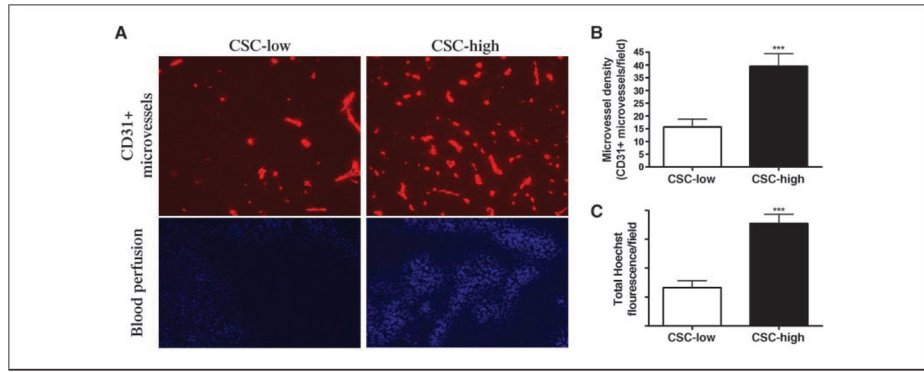 A
CSC-low
CSC-high
CD31+
microvessels
Blood perfusion
B
Microvessel density
(CD31+ microvessels/field)
45
40
35
30
25
20
15
10
5
0
***
CSC-low
CSC-high
C
Total Hoechst
flourescence/field
***
CSC-low
CSC-high